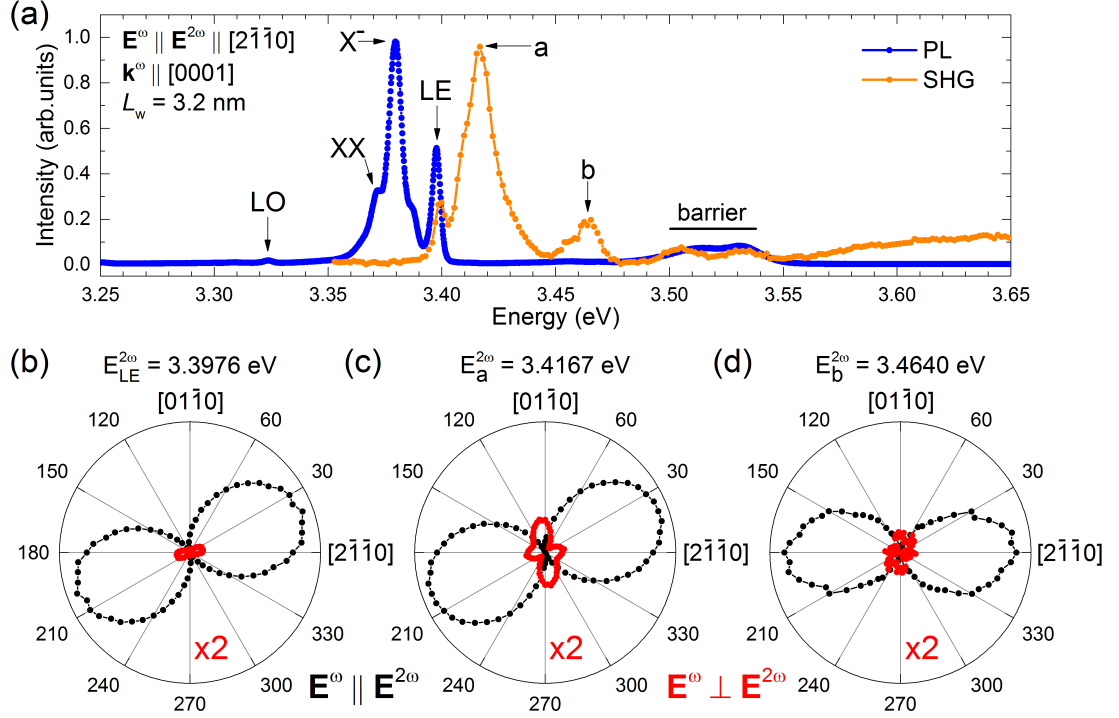 (a)
Intensity (arb.units)
1.0
0.8
0.6
0.4
0.2
0.0
E^ω || E^2ω || [21̄1̄0]
k^ω || [0001]
L_w = 3.2 nm
X⁻
a
LE
XX
LO
b
barrier
PL
SHG
3.25 3.30 3.35 3.40 3.45 3.50 3.55 3.60 3.65
Energy (eV)
(b)
E_LE^2ω = 3.3976 eV
[011̄0]
120 60
150 30
180 [21̄1̄0]
210 330
240 300
270
x2
(c)
E_a^2ω = 3.4167 eV
[011̄0]
120 60
150 30
[21̄1̄0]
210 330
240 300
270
x2
(d)
E_b^2ω = 3.4640 eV
[011̄0]
120 60
150 30
[21̄1̄0]
210 330
240 300
270
x2
E^ω || E^2ω
E^ω ⊥ E^2ω